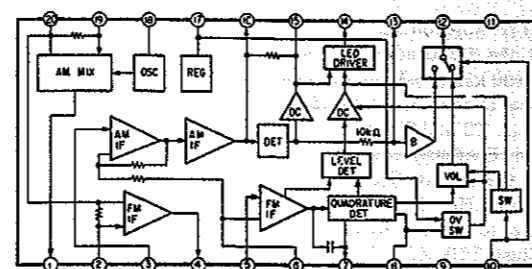 20 19 18 17 16 15 14 13 12 11
LED DRIVER
AM MIX OSC REG
AM IF AM IF DET DC DC 10kΩ B
LEVEL DET
FM IF FM IF QUADRATURE DET VOL OV SW SW
1 2 3 4 5 6 7 8 9 10